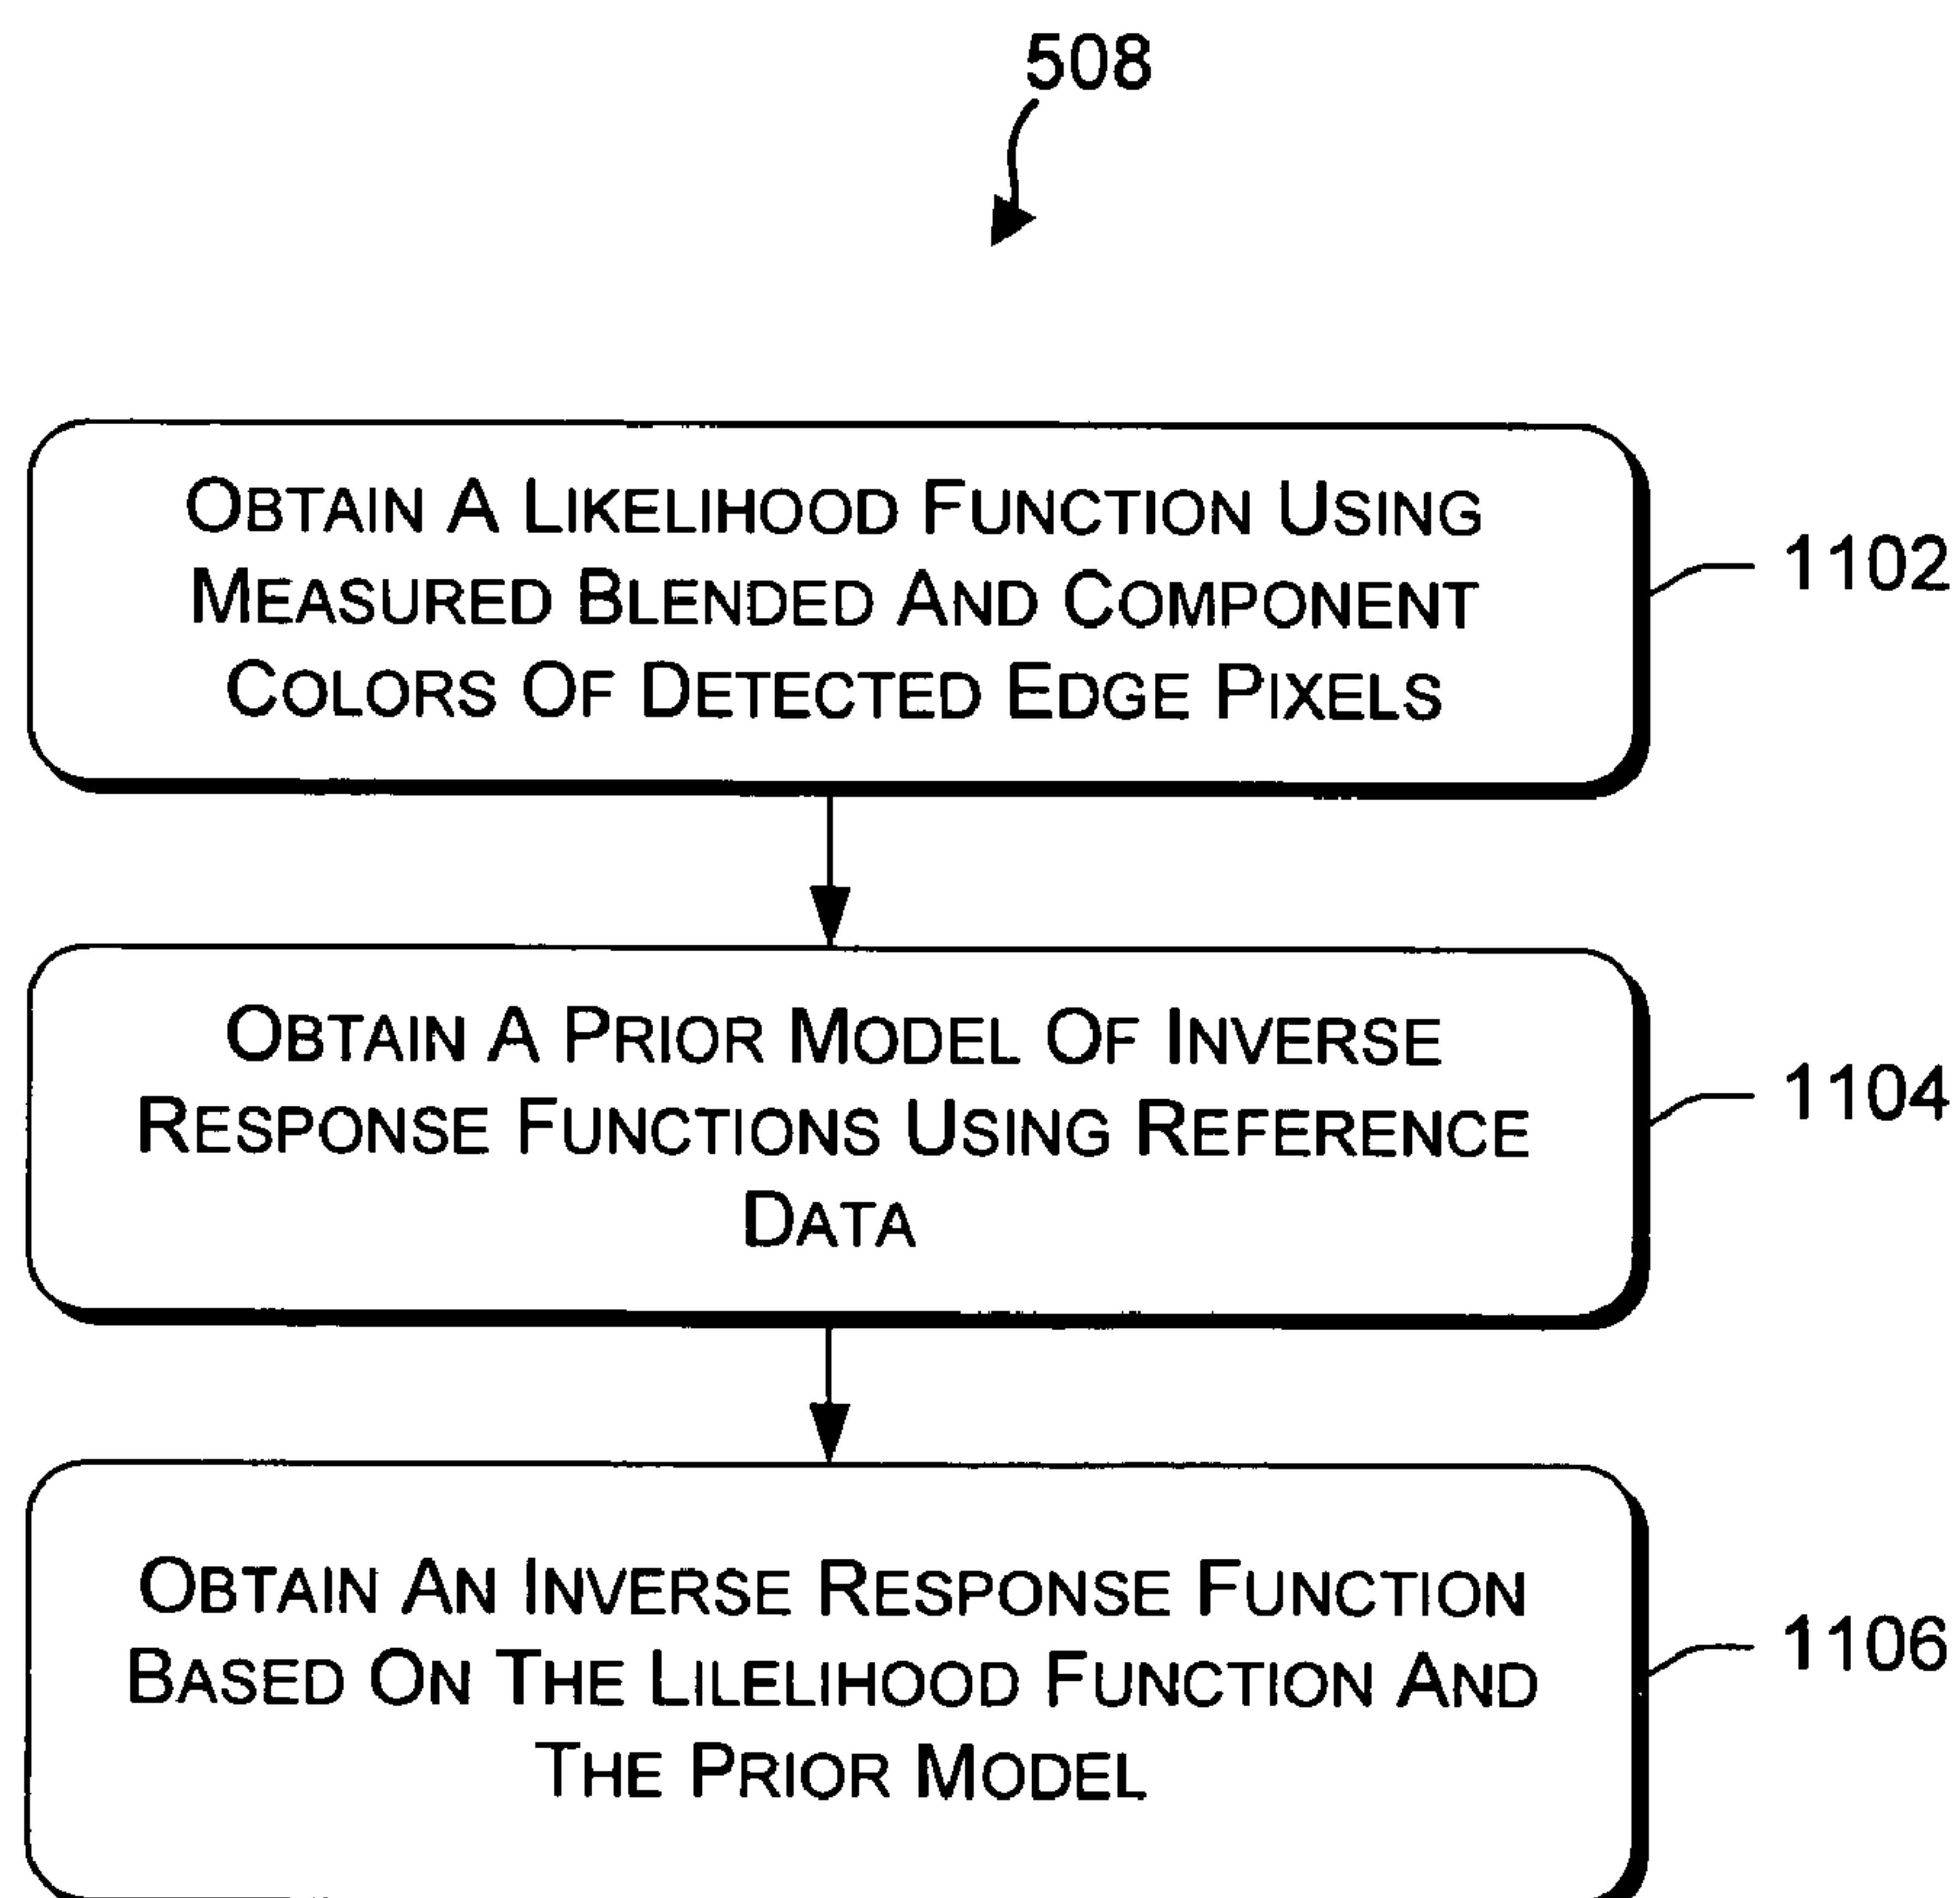 508
OBTAIN A LIKELIHOOD FUNCTION USING
MEASURED BLENDED AND COMPONENT
COLORS OF DETECTED EDGE PIXELS
1102
OBTAIN A PRIOR MODEL OF INVERSE
RESPONSE FUNCTIONS USING REFERENCE
DATA
1104
OBTAIN AN INVERSE RESPONSE FUNCTION
BASED ON THE LILELIHOOD FUNCTION AND
THE PRIOR MODEL
1106